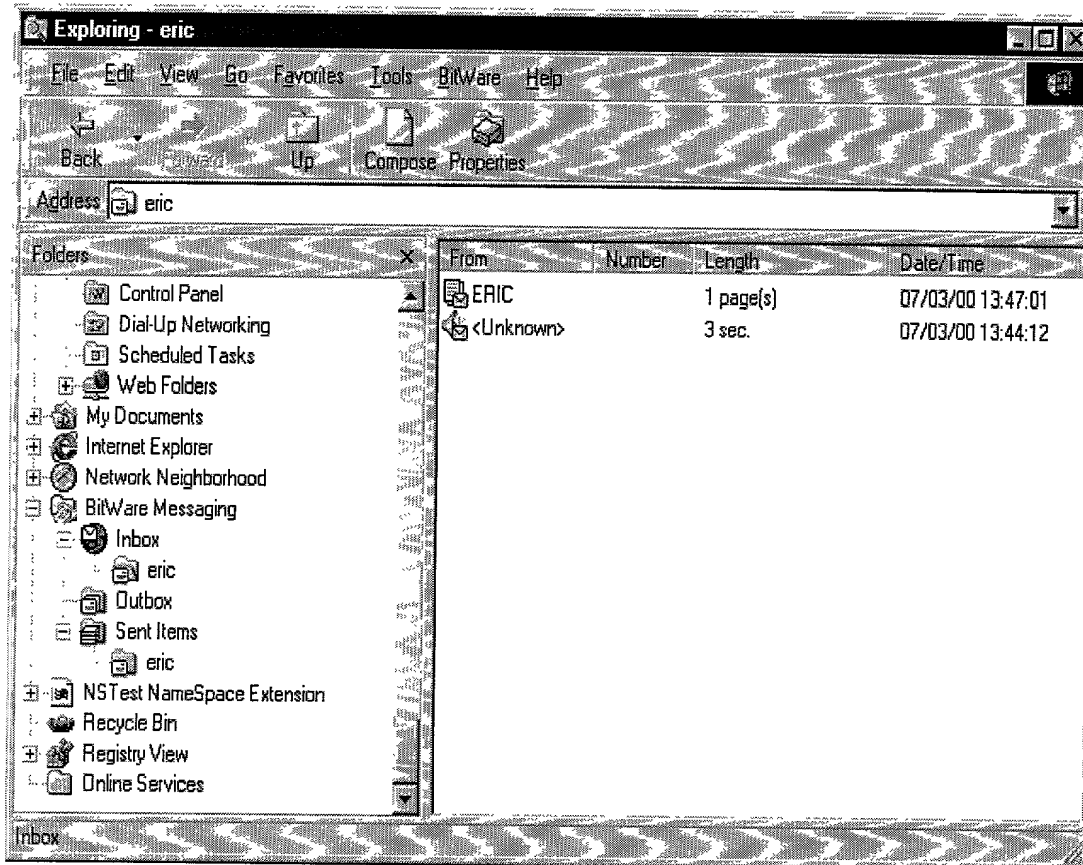 Exploring - eric
File Edit View Go Favorites Tools BitWare Help
Back Forward Up Compose Properties
Address eric
Folders
From Number Length Date/Time
Control Panel
Dial-Up Networking
Scheduled Tasks
Web Folders
My Documents
Internet Explorer
Network Neighborhood
BitWare Messaging
Inbox
eric
Outbox
Sent Items
eric
NSTest NameSpace Extension
Recycle Bin
Registry View
Online Services
ERIC 1 page(s) 07/03/00 13:47:01
<Unknown> 3 sec. 07/03/00 13:44:12
Inbox